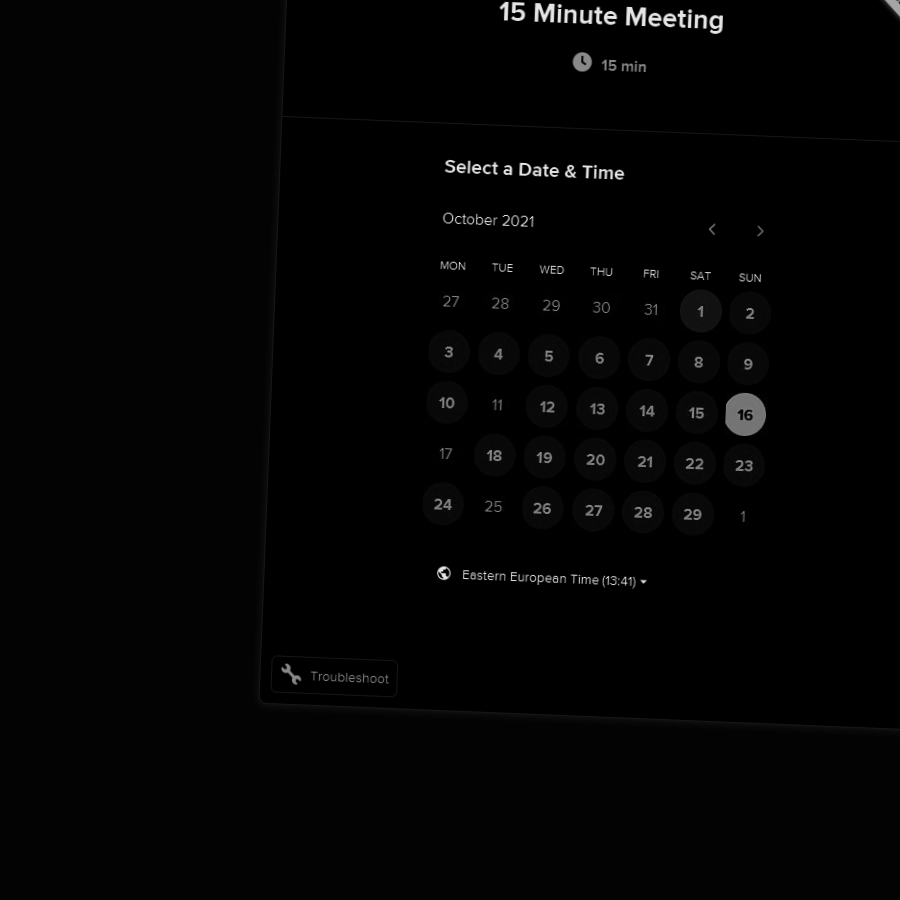 15 Minute Meeting
15 min
Select a Date & Time
October 2021
MON TUE WED THU FRI SAT SUN
27 28 29 30 31 1 2
3 4 5 6 7 8 9
10 11 12 13 14 15 16
17 18 19 20 21 22 23
24 25 26 27 28 29 1
Eastern European Time (13:41)
Troubleshoot